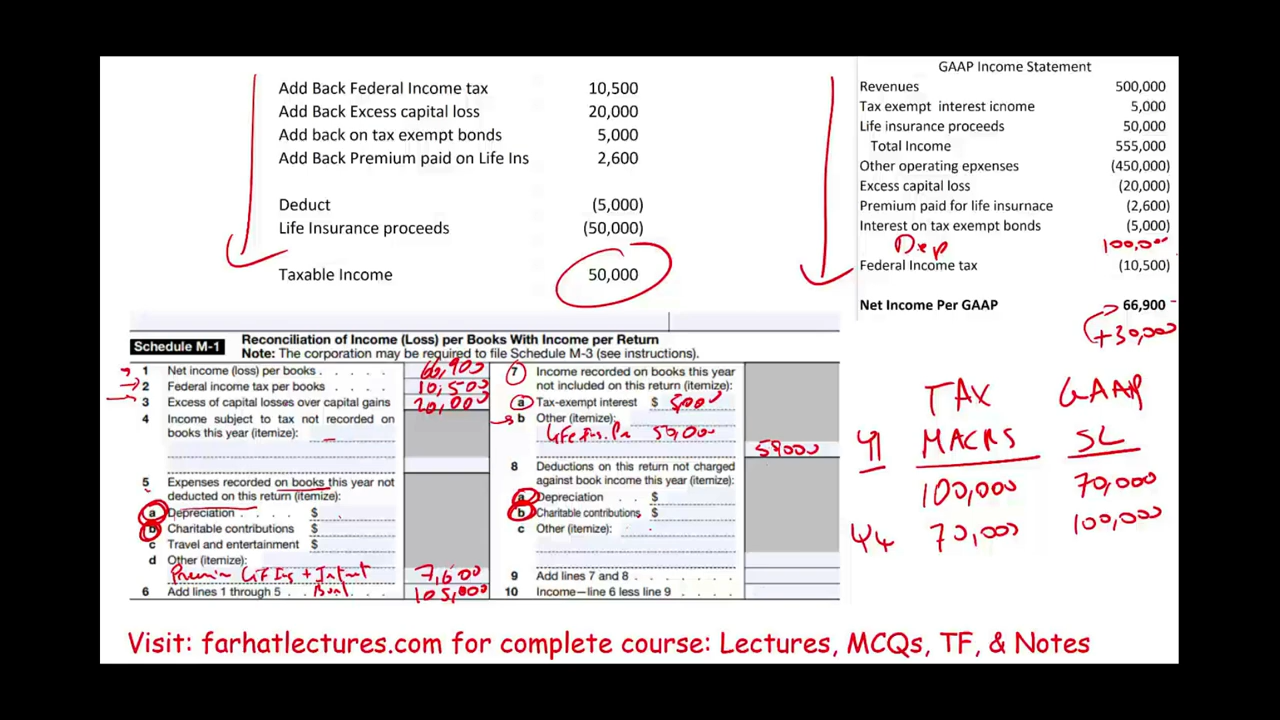 Add Back Federal Income tax 10,500
Add Back Excess capital loss 20,000
Add back on tax exempt bonds 5,000
Add Back Premium paid on Life Ins 2,600
Deduct (5,000)
Life Insurance proceeds (50,000)
Taxable Income 50,000
GAAP Income Statement
Revenues 500,000
Tax exempt interest icnome 5,000
Life insurance proceeds 50,000
Total Income 555,000
Other operating epxenses (450,000)
Excess capital loss (20,000)
Premium paid for life insurnace (2,600)
Interest on tax exempt bonds (5,000)
Dep 100,000
Federal Income tax (10,500)
Net Income Per GAAP 66,900
+30,000
Schedule M-1 Reconciliation of Income (Loss) per Books With Income per Return
Note: The corporation may be required to file Schedule M-3 (see instructions).
1 Net income (loss) per books 66,900
2 Federal income tax per books 10,500
3 Excess of capital losses over capital gains 20,000
4 Income subject to tax not recorded
on books this year (itemize):
5 Expenses recorded on books this year not
deducted on this return (itemize):
a Depreciation $
b Charitable contributions $
c Travel and entertainment $
d Other (itemize):
Premium Life Ins + Intrest 7,600
6 Add lines 1 through 5 105,000
7 Income recorded on books this year
not included on this return (itemize):
a Tax-exempt interest $ 5,000
b Other (itemize):
Life Ins. 50,000
8 Deductions on this return not charged
against book income this year (itemize):
a Depreciation $
b Charitable contributions $
c Other (itemize):
9 Add lines 7 and 8
10 Income—line 6 less line 9
TAX GAAP
Y1 MACRS SL
100,000 70,000
Y4 70,000 100,000
Visit: farhatlectures.com for complete course: Lectures, MCQs, TF, & Notes